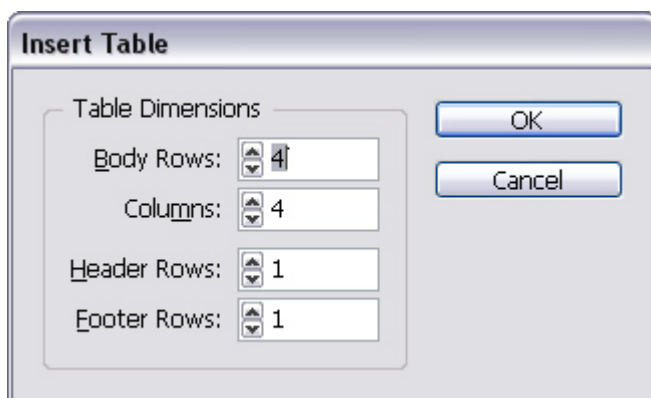 Insert Table
Table Dimensions
Body Rows: 4
Columns: 4
Header Rows: 1
Footer Rows: 1
OK
Cancel